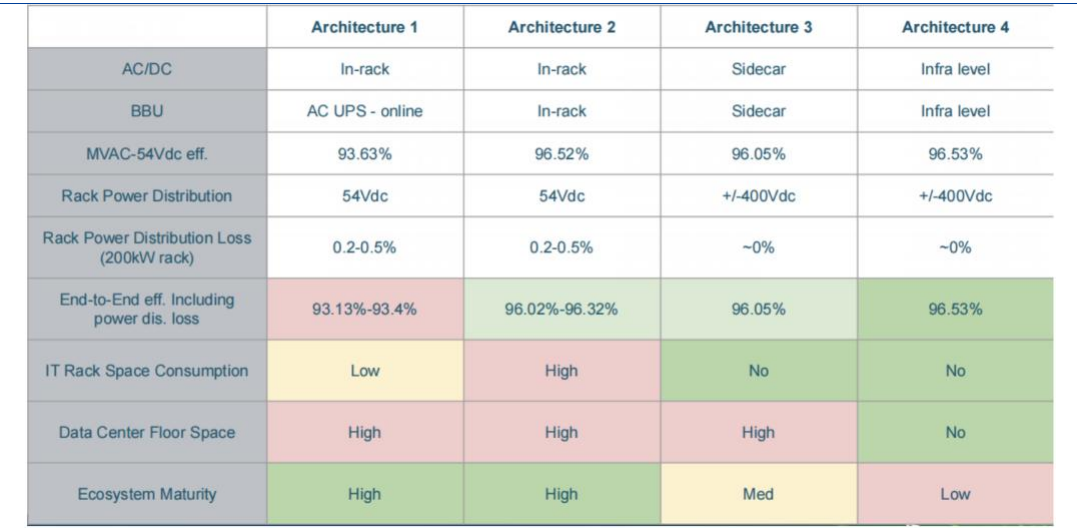 Architecture 1 Architecture 2 Architecture 3 Architecture 4
AC/DC In-rack In-rack Sidecar Infra level
BBU AC UPS - online In-rack Sidecar Infra level
MVAC-54Vdc eff. 93.63% 96.52% 96.05% 96.53%
Rack Power Distribution 54Vdc 54Vdc +/-400Vdc +/-400Vdc
Rack Power Distribution Loss
(200kW rack) 0.2-0.5% 0.2-0.5% ~0% ~0%
End-to-End eff. Including
power dis. loss 93.13%-93.4% 96.02%-96.32% 96.05% 96.53%
IT Rack Space Consumption Low High No No
Data Center Floor Space High High High No
Ecosystem Maturity High High Med Low